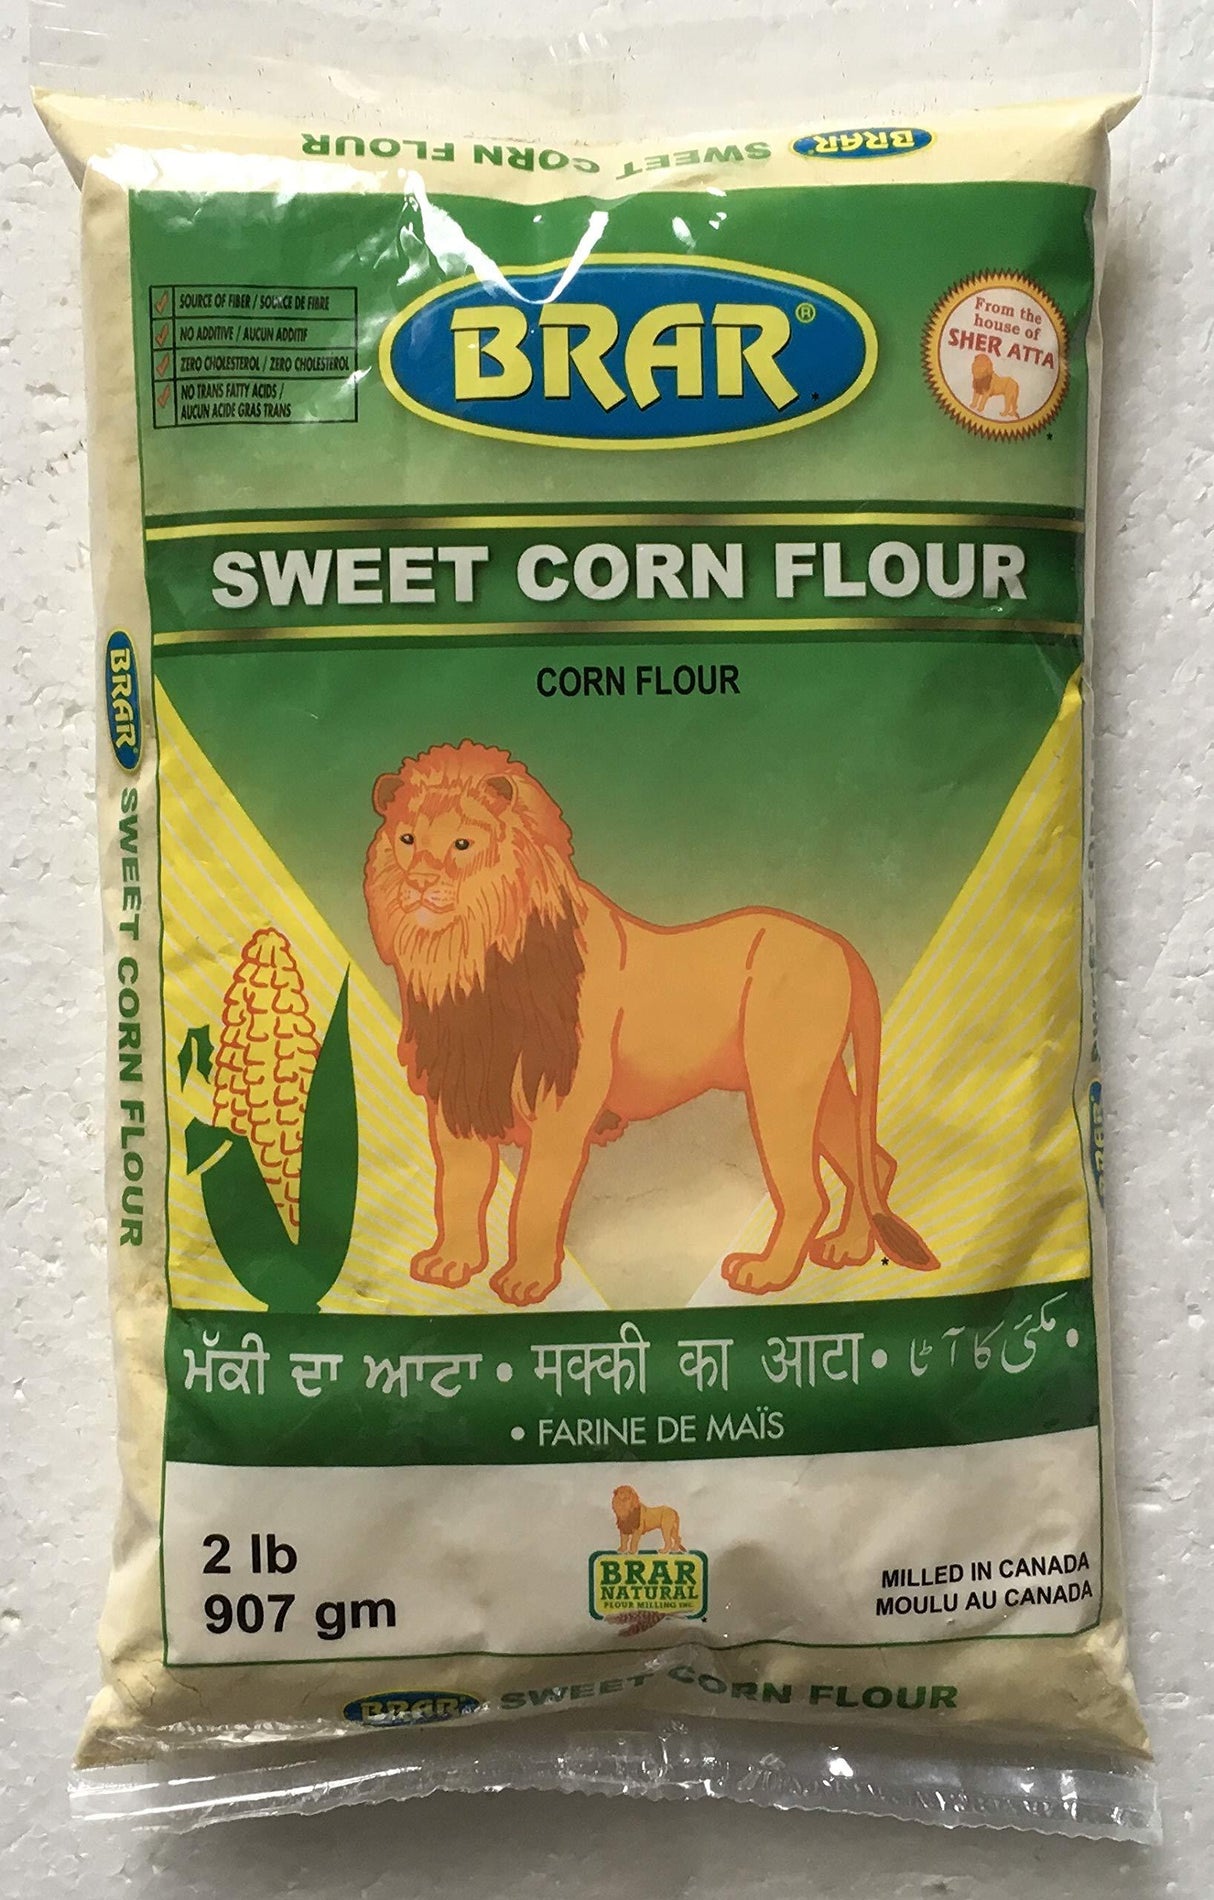 BRAR SWEET CORN FLOUR
SOURCE OF FIBER / SOURCE DE FIBRE
NO ADDITIVE / AUCUN ADDITIF
ZERO CHOLESTEROL / ZERO CHOLESTEROL
NO TRANS FATTY ACIDS /
AUCUN ACIDE GRAS TRANS
BRAR®*
From the
house of
SHER ATTA
*
SWEET CORN FLOUR
CORN FLOUR
BRAR® SWEET CORN FLOUR
*
ਮੱਕੀ ਦਾ ਆਟਾ • मक्की का आटा • مکئی کا آٹا •
• FARINE DE MAÏS
2 lb
907 gm
BRAR
NATURAL
FLOUR MILLING INC.
*
MILLED IN CANADA
MOULU AU CANADA
BRAR SWEET CORN FLOUR
BRAR